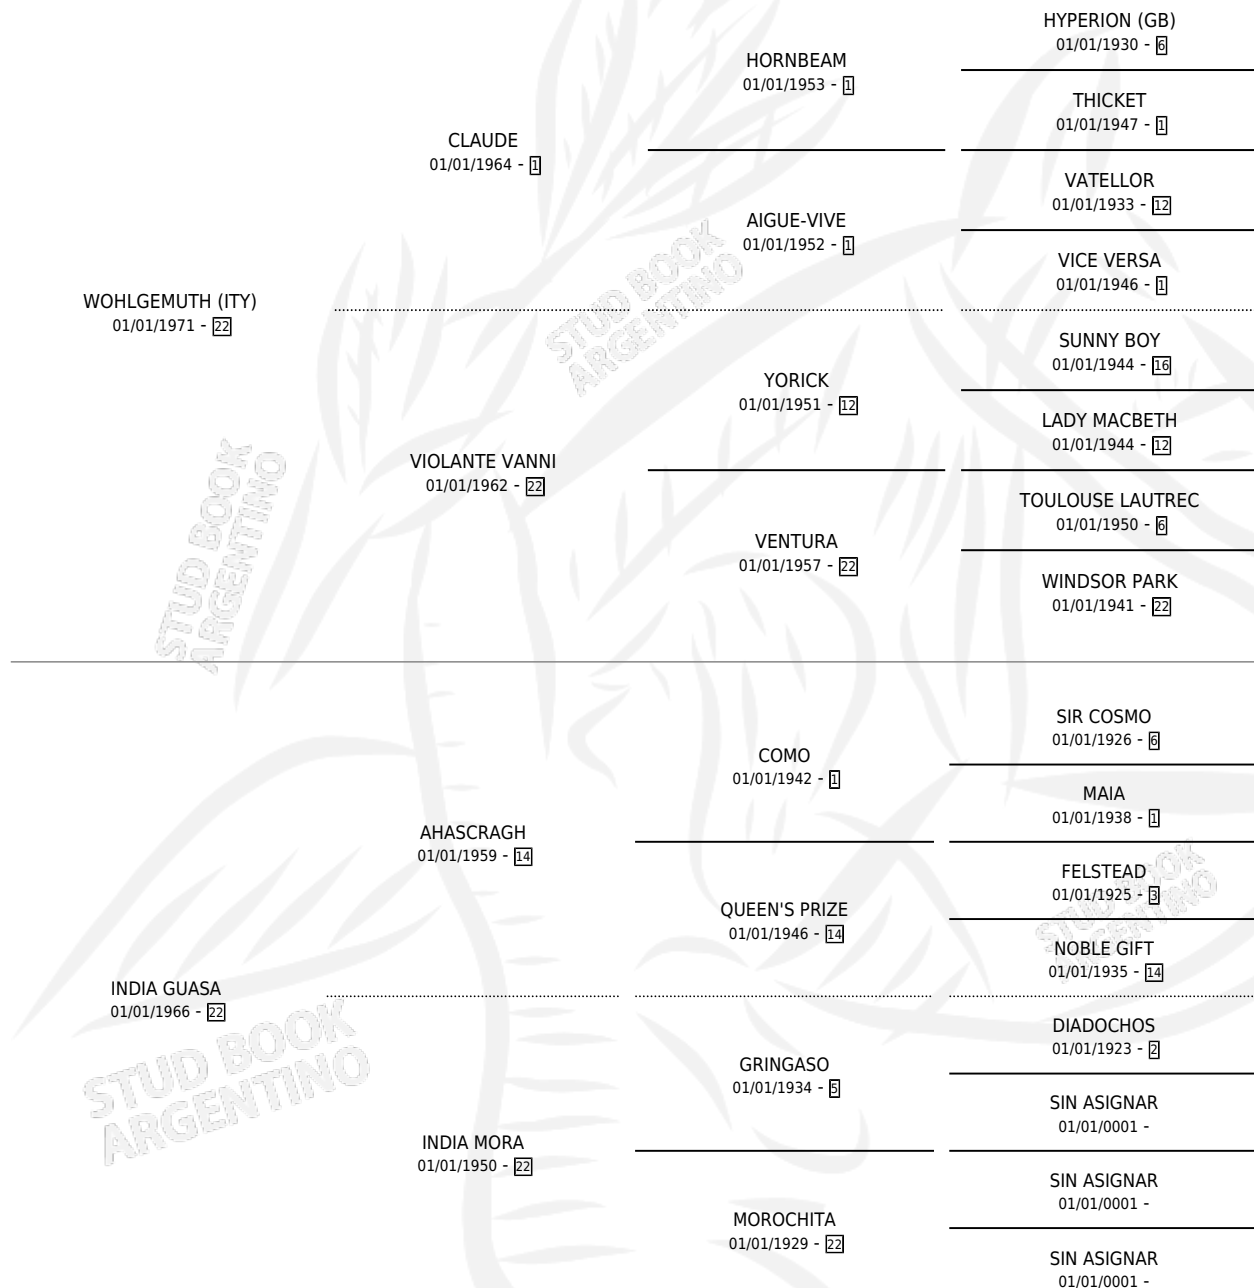 HYPERION (GB)
01/01/1930 - 6
HORNBEAM
01/01/1953 - 1
THICKET
01/01/1947 - 1
CLAUDE
01/01/1964 - 1
VATELLOR
01/01/1933 - 12
AIGUE-VIVE
01/01/1952 - 1
VICE VERSA
01/01/1946 - 1
WOHLGEMUTH (ITY)
01/01/1971 - 22
SUNNY BOY
01/01/1944 - 16
YORICK
01/01/1951 - 12
LADY MACBETH
01/01/1944 - 12
VIOLANTE VANNI
01/01/1962 - 22
TOULOUSE LAUTREC
01/01/1950 - 6
VENTURA
01/01/1957 - 22
WINDSOR PARK
01/01/1941 - 22
STUD BOOK
ARGENTINO
STUD BOOK
ARGENTINO
SIR COSMO
01/01/1926 - 6
COMO
01/01/1942 - 1
MAIA
01/01/1938 - 1
AHASCRAGH
01/01/1959 - 14
FELSTEAD
01/01/1925 - 3
QUEEN'S PRIZE
01/01/1946 - 14
NOBLE GIFT
01/01/1935 - 14
INDIA GUASA
01/01/1966 - 22
DIADOCHOS
01/01/1923 - 2
GRINGASO
01/01/1934 - 5
SIN ASIGNAR
01/01/0001 -
INDIA MORA
01/01/1950 - 22
SIN ASIGNAR
01/01/0001 -
MOROCHITA
01/01/1929 - 22
SIN ASIGNAR
01/01/0001 -
STUD BOOK
ARGENTINO
STUD BOOK
ARGENTINO